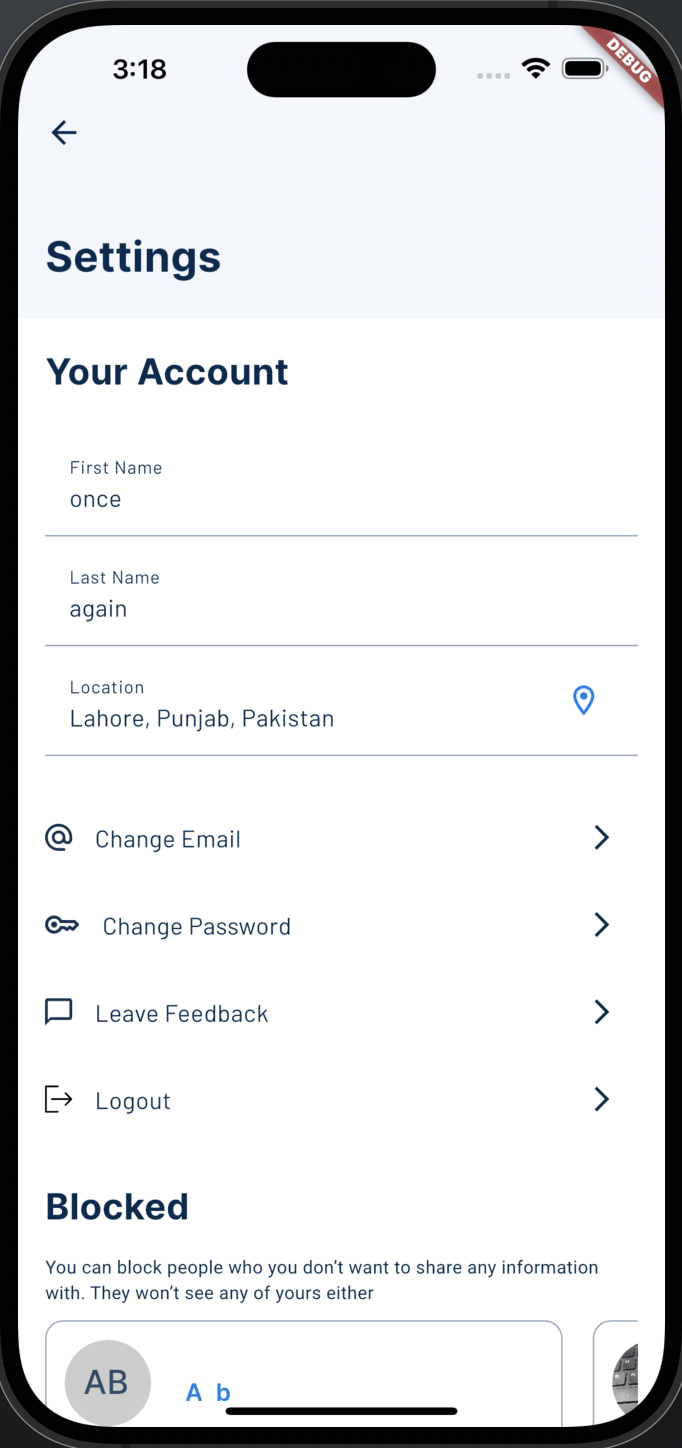 3:18
DEBUG
Settings
Your Account
First Name
once
Last Name
again
Location
Lahore, Punjab, Pakistan
Change Email
Change Password
Leave Feedback
Logout
Blocked
You can block people who you don’t want to share any information
with. They won’t see any of yours either
AB
A b